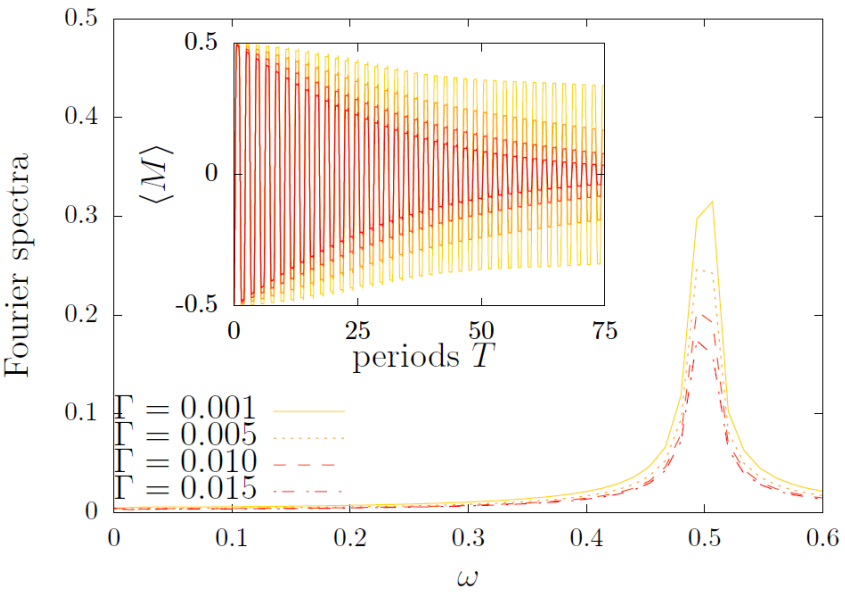 0.5
0.4
0.3
0.2
0.1
0
Fourier spectra
0.5
0
-0.5
⟨M⟩
0 25 50 75
periods T
Γ = 0.001
Γ = 0.005
Γ = 0.010
Γ = 0.015
0 0.1 0.2 0.3 0.4 0.5 0.6
ω